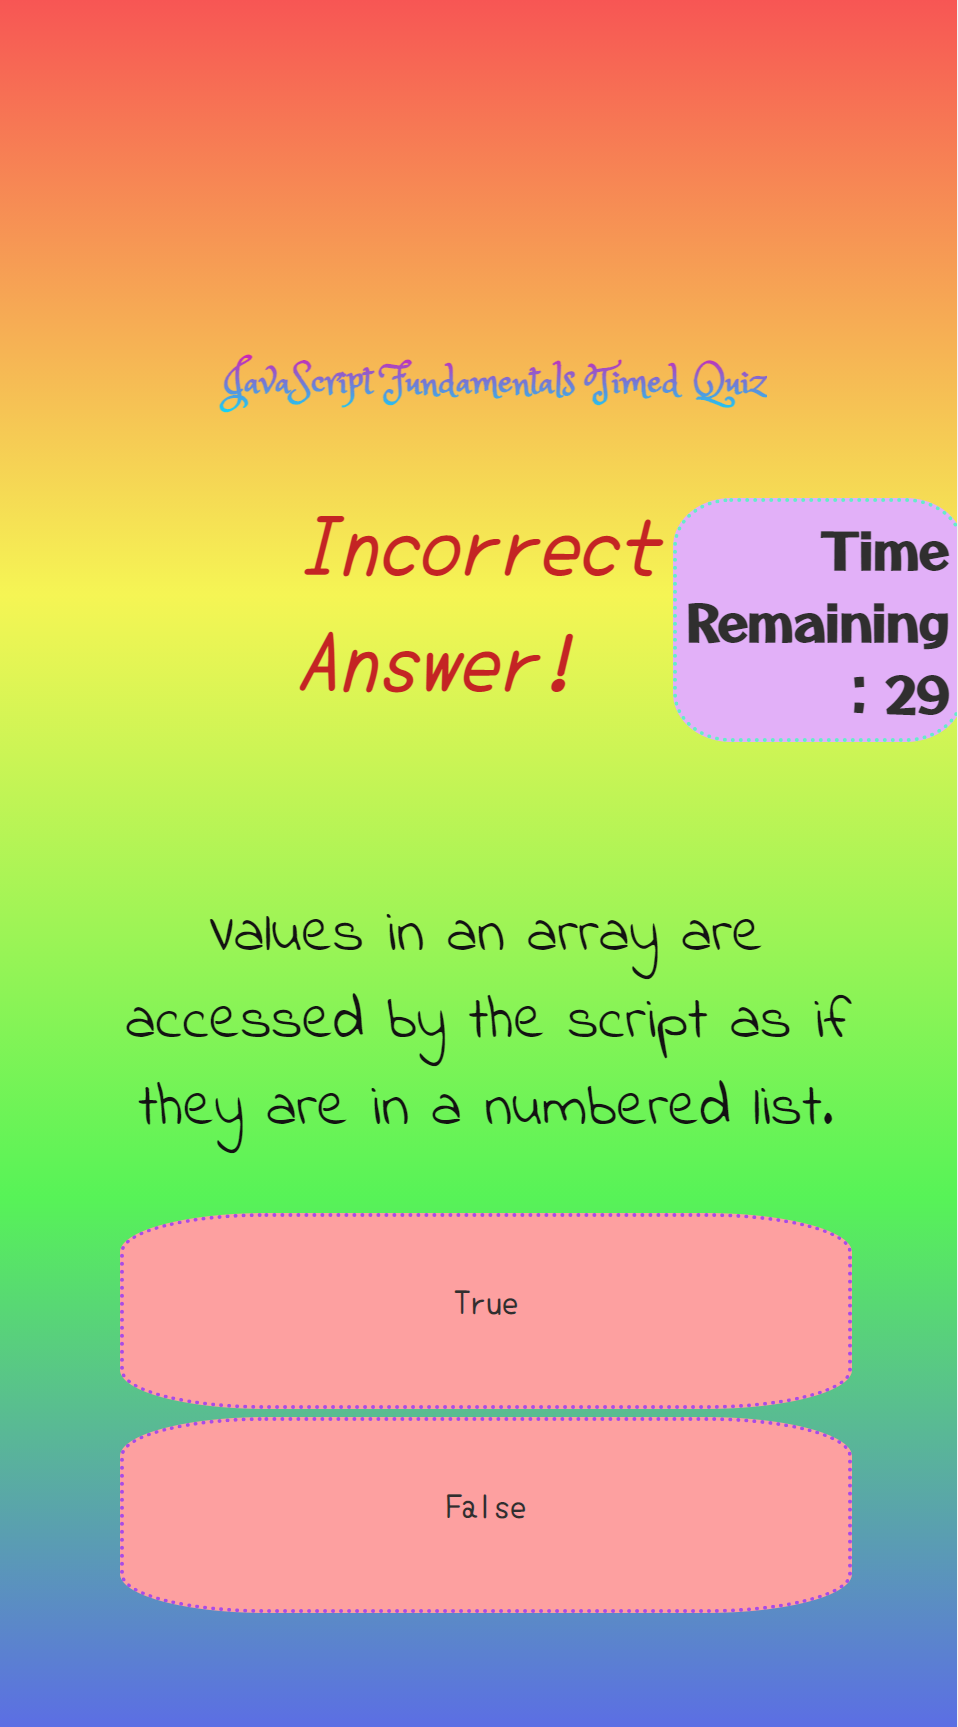 JavaScript Fundamentals Timed Quiz
Incorrect
Answer!
Time
Remaining
: 29
Values in an array are
accessed by the script as if
they are in a numbered list.
True
False